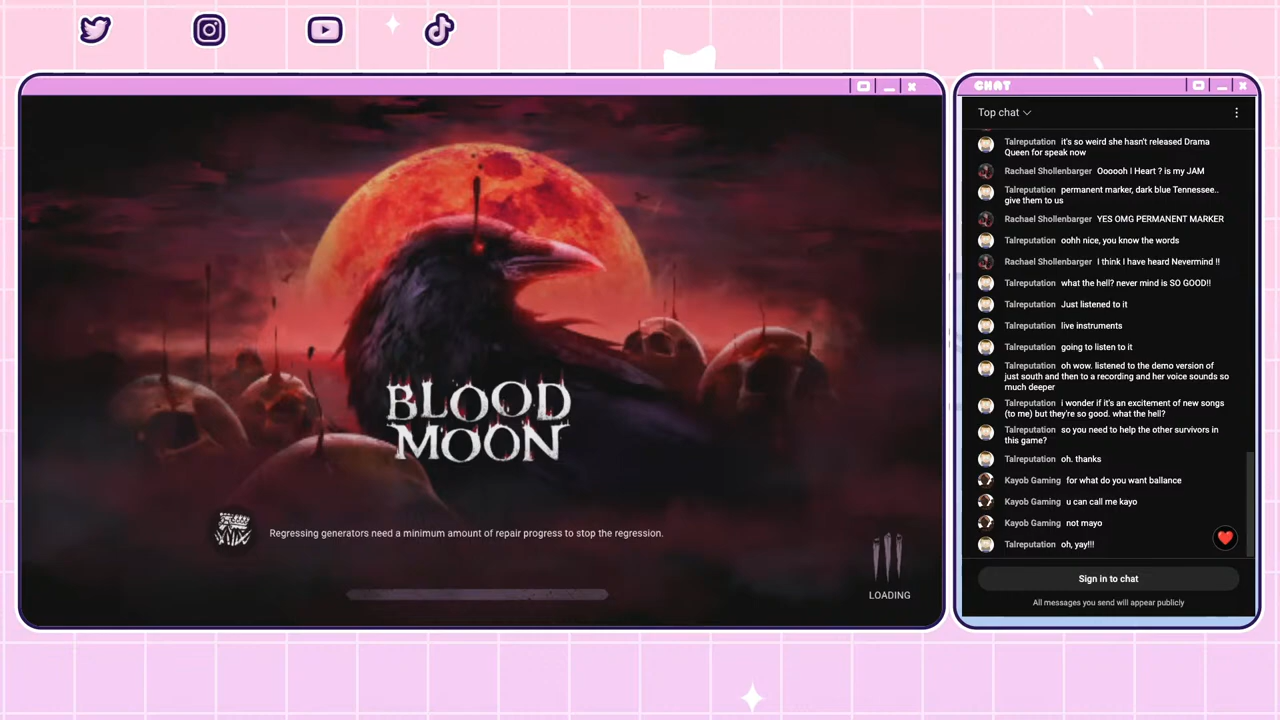 CHAT
Top chat
Talreputation it's so weird she hasn't released Drama
Queen for speak now
Rachael Shollenbarger Oooooh I Heart ? is my JAM
Talreputation permanent marker, dark blue Tennessee..
give them to us
Rachael Shollenbarger YES OMG PERMANENT MARKER
Talreputation oohh nice, you know the words
Rachael Shollenbarger I think I have heard Nevermind !!
Talreputation what the hell? never mind is SO GOOD!!
Talreputation Just listened to it
Talreputation live instruments
Talreputation going to listen to it
Talreputation oh wow. listened to the demo version of
just south and then to a recording and her voice sounds so
much deeper
Talreputation i wonder if it's an excitement of new songs
(to me) but they're so good. what the hell?
Talreputation so you need to help the other survivors in
this game?
Talreputation oh. thanks
Kayob Gaming for what do you want ballance
Kayob Gaming u can call me kayo
Kayob Gaming not mayo
Talreputation oh, yay!!!
Sign in to chat
All messages you send will appear publicly
BLOOD
MOON
Regressing generators need a minimum amount of repair progress to stop the regression.
LOADING